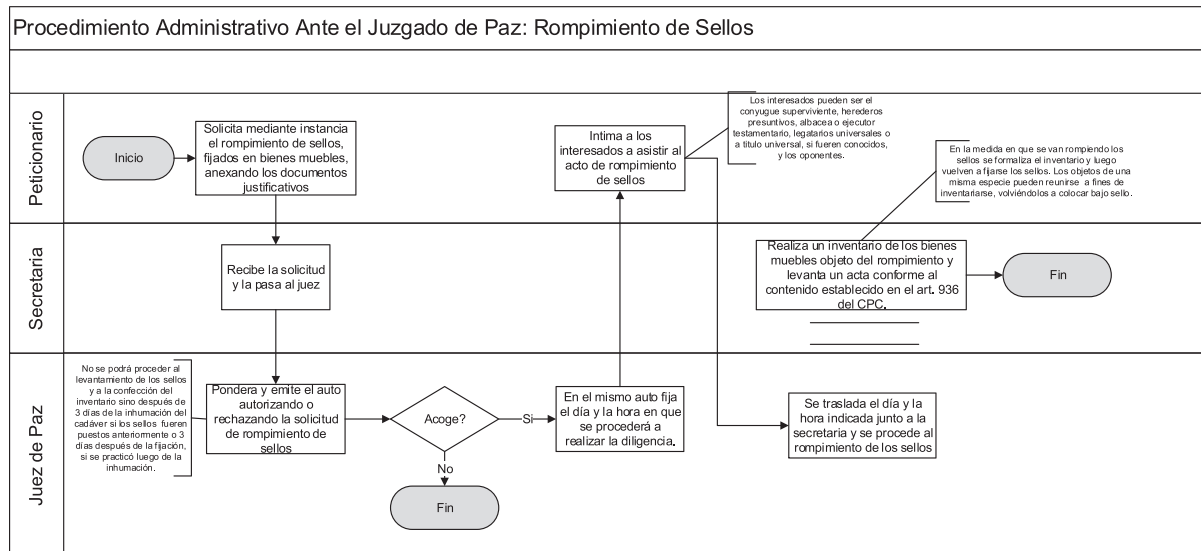 Procedimiento Administrativo Ante el Juzgado de Paz: Rompimiento de Sellos
Peticionario
Inicio
Solicita mediante instancia
el rompimiento de sellos,
fijados en bienes muebles,
anexando los documentos
justificativos
Intima a los
interesados a asistir al
acto de rompimiento
de sellos
Los interesados pueden ser el
conyugue superviviente, herederos
presuntivos, albacea o ejecutor
testamentario, legatarios universales o
a titulo universal, si fueren conocidos,
y los oponentes.
En la medida en que se van rompiendo los
sellos se formaliza el inventario y luego
vuelven a fijarse los sellos. Los objetos de una
misma especie pueden reunirse a fines de
inventariarse, volviéndolos a colocar bajo sello.
Secretaria
Recibe la solicitud
y la pasa al juez
Realiza un inventario de los bienes
muebles objeto del rompimiento y
levanta un acta conforme al
contenido establecido en el art. 936
del CPC.
Fin
Juez de Paz
No se podrá proceder al
levantamiento de los sellos
y a la confección del
inventario sino después de
3 días de la inhumación del
cadáver si los sellos fueren
puestos anteriormente o 3
días después de la fijación,
si se practicó luego de la
inhumación.
Pondera y emite el auto
autorizando o
rechazando la solicitud
de rompimiento de
sellos
Acoge?
Si
No
Fin
En el mismo auto fija
el día y la hora en que
se procederá a
realizar la diligencia.
Se traslada el día y la
hora indicada junto a la
secretaria y se procede al
rompimiento de los sellos